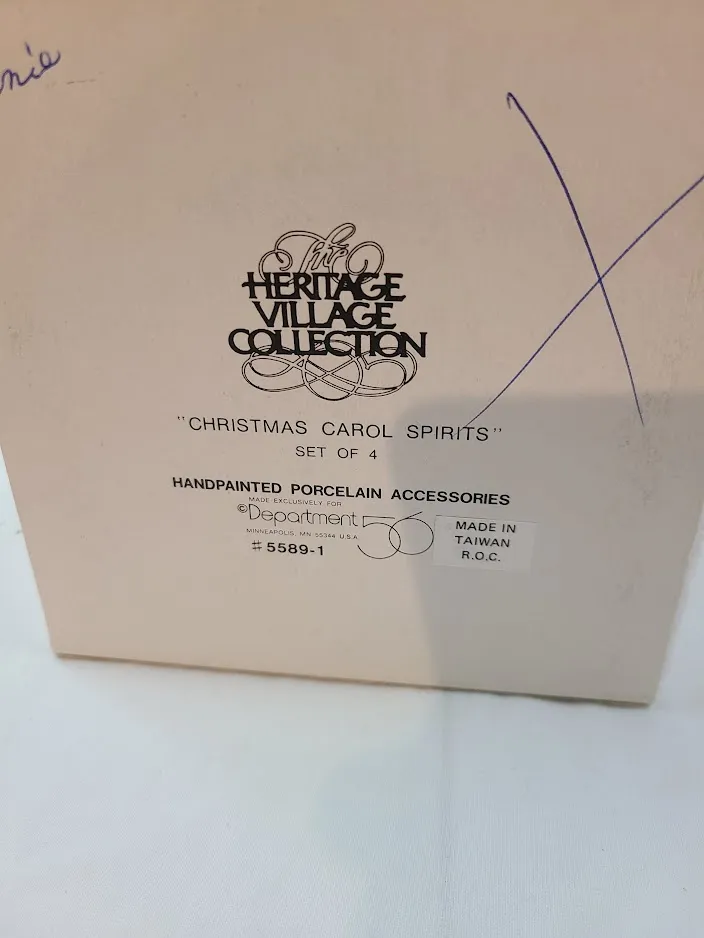 The
HERITAGE
VILLAGE
COLLECTION
"CHRISTMAS CAROL SPIRITS"
SET OF 4
HANDPAINTED PORCELAIN ACCESSORIES
MADE EXCLUSIVELY FOR
©Department 56
MINNEAPOLIS, MN 55344 U.S.A.
#5589-1
MADE IN
TAIWAN
R.O.C.